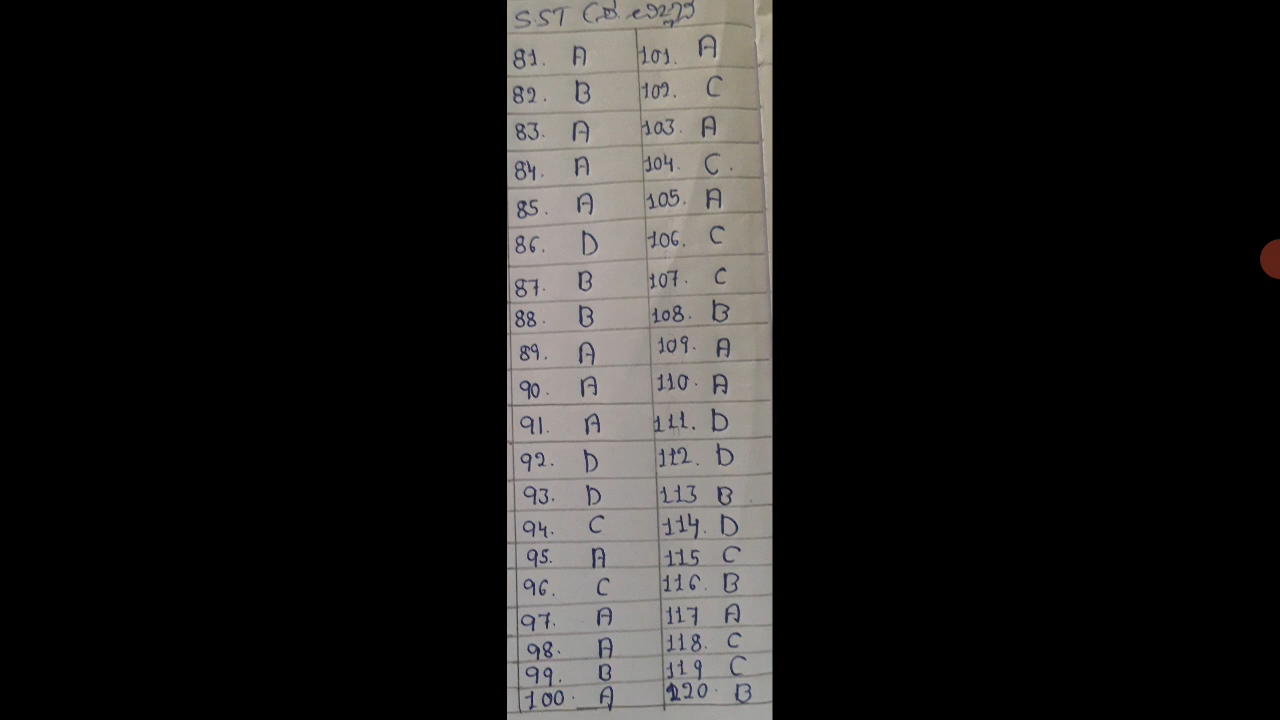 S.ST
81. A
82. B
83. A
84. A
85. A
86. D
87. B
88. B
89. A
90. A
91. A
92. D
93. D
94. C
95. A
96. C
97. A
98. A
99. B
100. A
101. A
102. C
103. A
104. C.
105. A
106. C
107. C
108. B
109. A
110. A
111. D
112. D
113 B
114. D
115 C
116. B
117 A
118. C
119 C
220. B